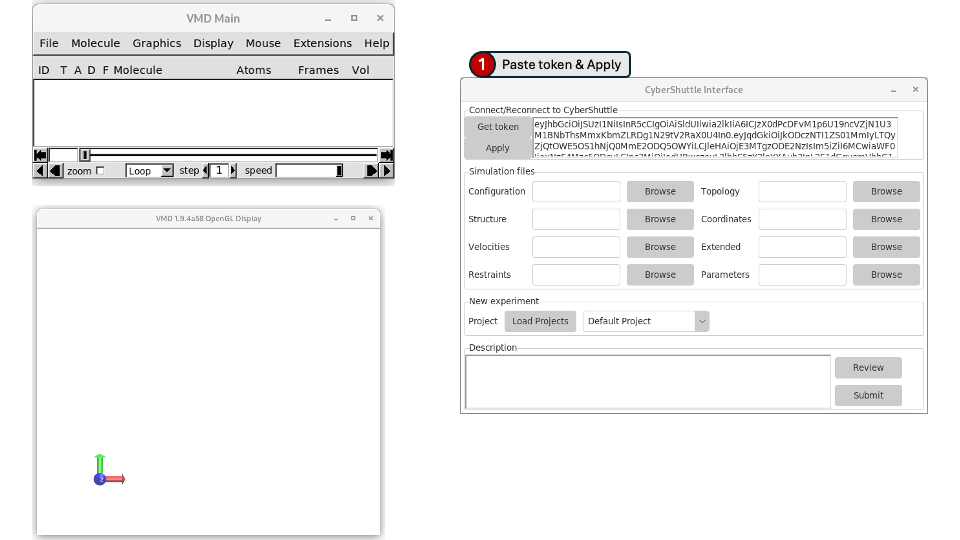 VMD Main
File Molecule Graphics Display Mouse Extensions Help
ID T A D F Molecule Atoms Frames Vol
zoom Loop step 1 speed
VMD 1.9.4a58 OpenGL Display
1 Paste token & Apply
CyberShuttle Interface
Connect/Reconnect to CyberShuttle
Get token
Apply
Simulation files
Configuration Browse Topology Browse
Structure Browse Coordinates Browse
Velocities Browse Extended Browse
Restraints Browse Parameters Browse
New experiment
Project Load Projects Default Project
Description
Review
Submit